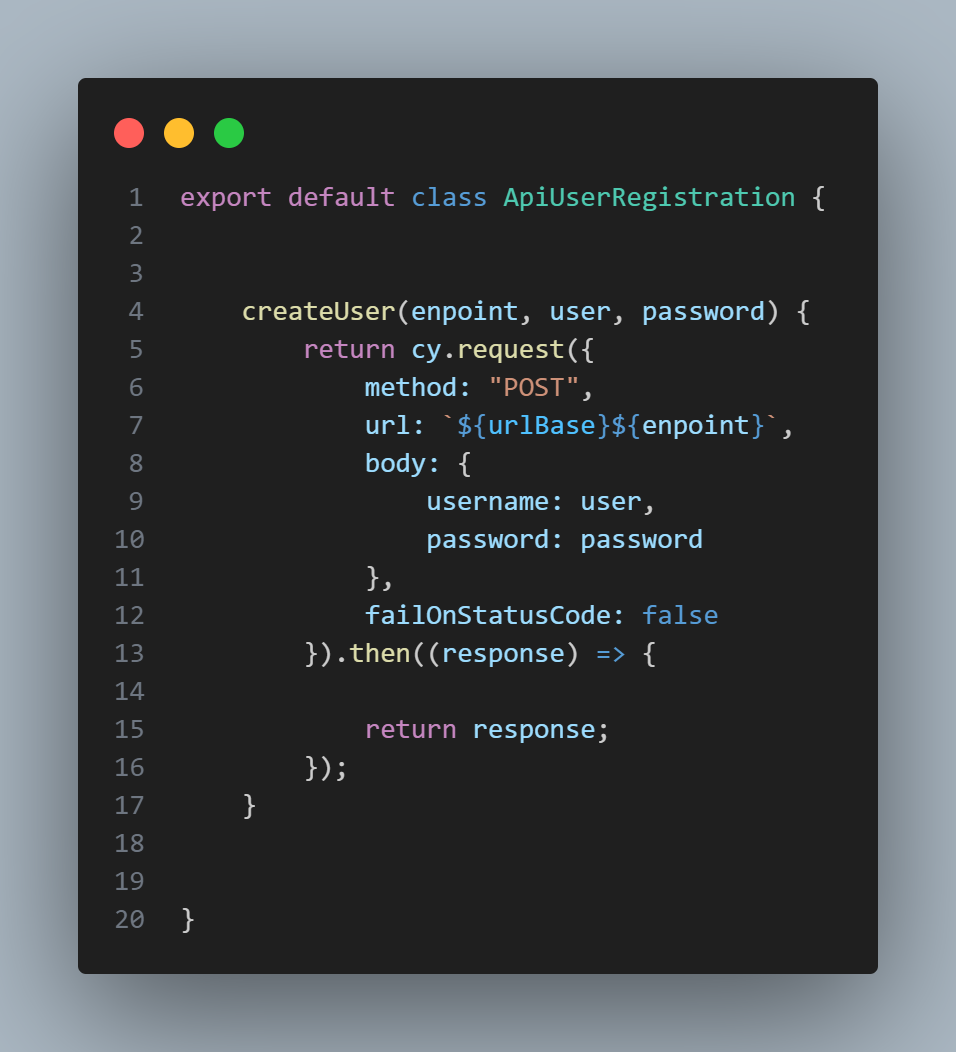 1 export default class ApiUserRegistration {
2
3
4     createUser(enpoint, user, password) {
5         return cy.request({
6             method: "POST",
7             url: `${urlBase}${enpoint}`,
8             body: {
9                 username: user,
10                 password: password
11             },
12             failOnStatusCode: false
13         }).then((response) => {
14
15             return response;
16         });
17     }
18
19
20 }